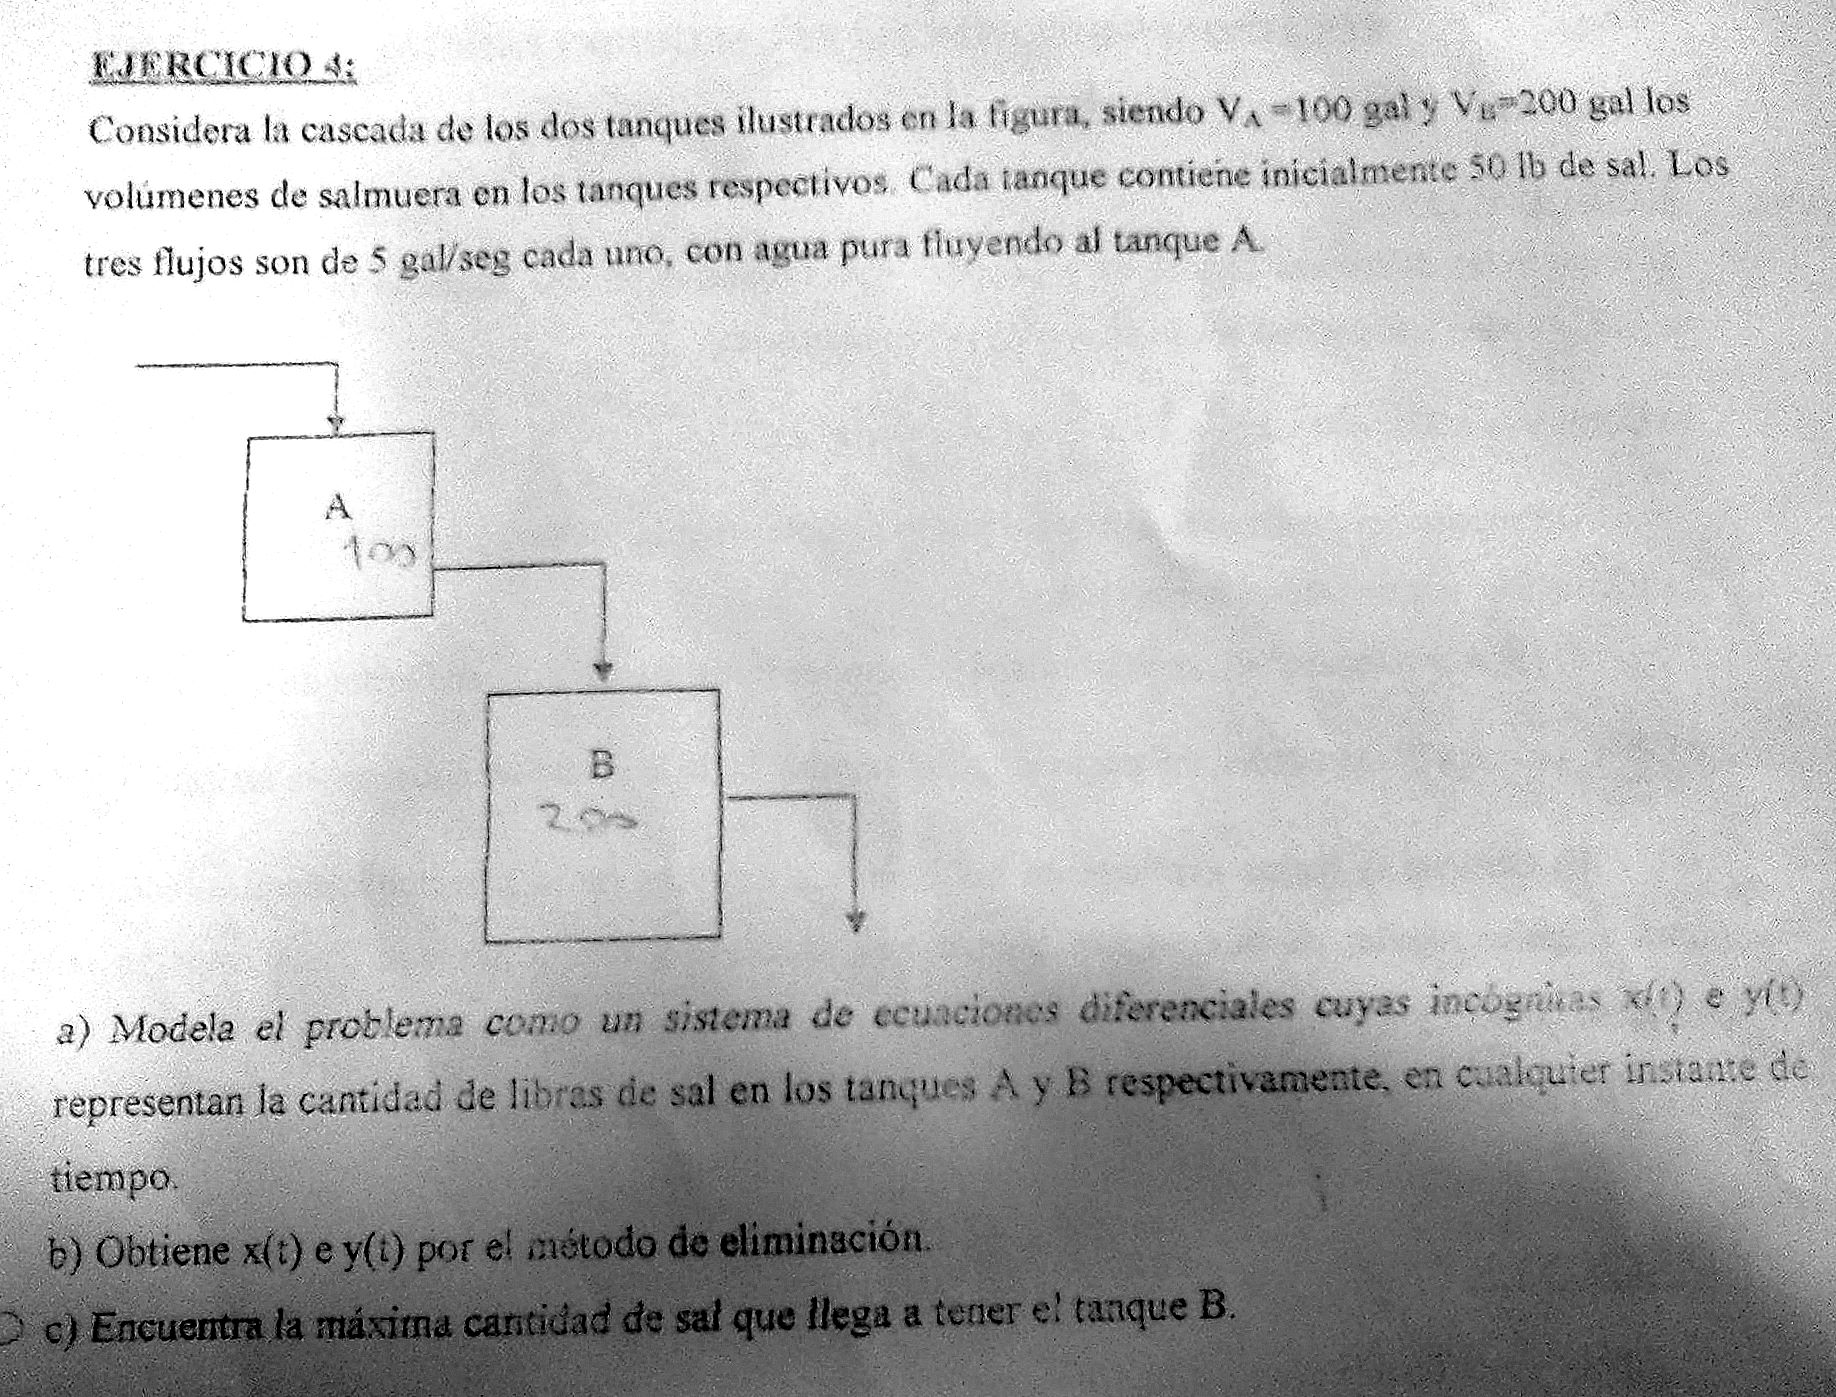 EJERCICIO 4:
Considera la cascada de los dos tanques ilustrados en la figura, siendo V_A =100 gal y V_B=200 gal los
volúmenes de salmuera en los tanques respectivos. Cada tanque contiene inicialmente 50 lb de sal. Los
tres flujos son de 5 gal/seg cada uno, con agua pura fluyendo al tanque A.
A
100
B
200
a) Modela el problema como un sistema de ecuaciones diferenciales cuyas incógnitas x(t) e y(t)
representan la cantidad de libras de sal en los tanques A y B respectivamente, en cualquier instante de
tiempo.
b) Obtiene x(t) e y(t) por el método de eliminación.
c) Encuentra la máxima cantidad de sal que llega a tener el tanque B.